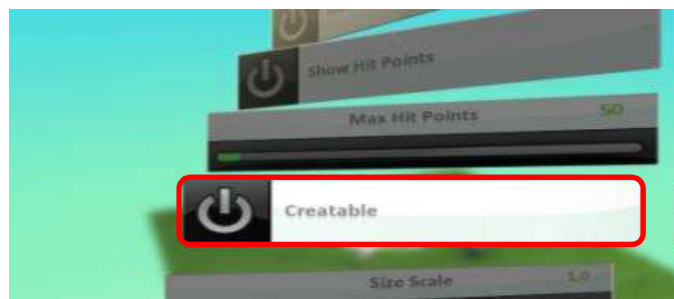 Show Hit Points
Max Hit Points 50
Creatable
Size Scale 1.0